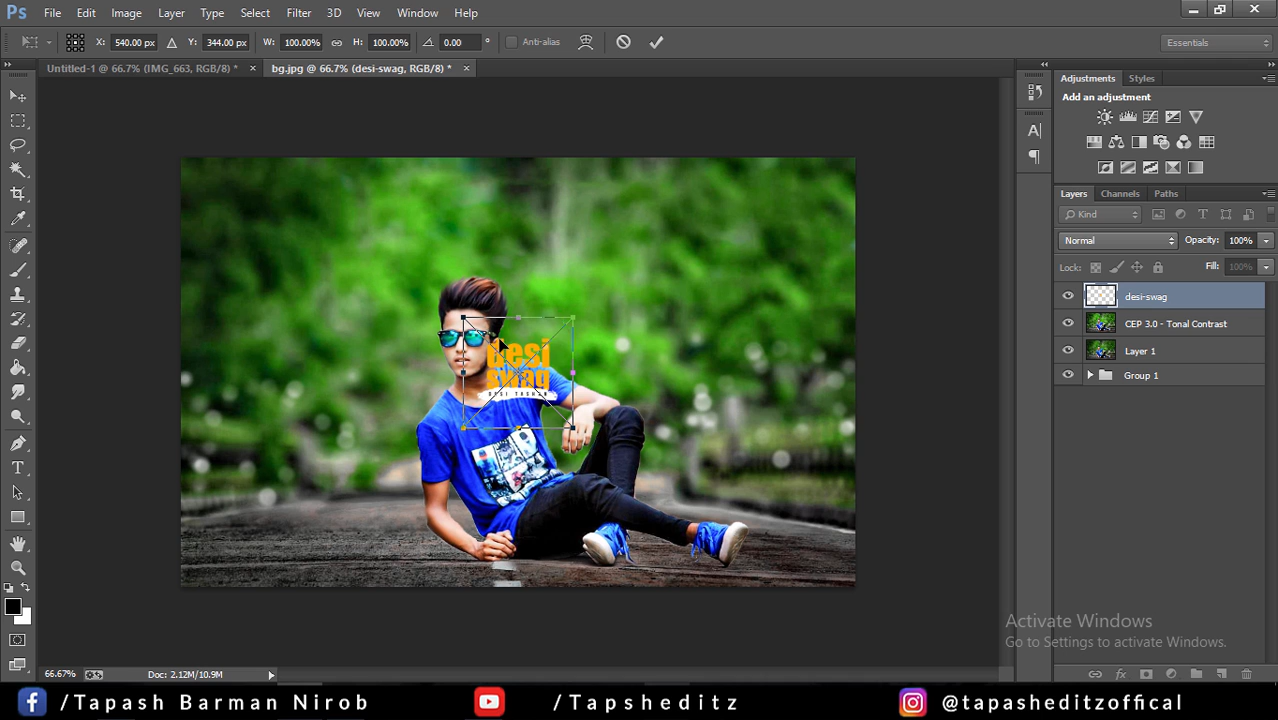 Ps File Edit Image Layer Type Select Filter 3D View Window Help
X: 540.00 px Y: 344.00 px W: 100.00% H: 100.00% 0.00 ° Anti-alias Essentials
Untitled-1 @ 66.7% (IMG_663, RGB/8) * × bg.jpg @ 66.7% (desi-swag, RGB/8) * ×
Adjustments Styles
Add an adjustment
Layers Channels Paths
Kind
Normal Opacity: 100%
Lock: Fill: 100%
desi-swag
CEP 3.0 - Tonal Contrast
Layer 1
Group 1
desi
swag
DESI
Activate Windows
Go to Settings to activate Windows.
66.67% Doc: 2.12M/10.9M
/Tapash Barman Nirob /Tapsheditz @tapasheditzoffical